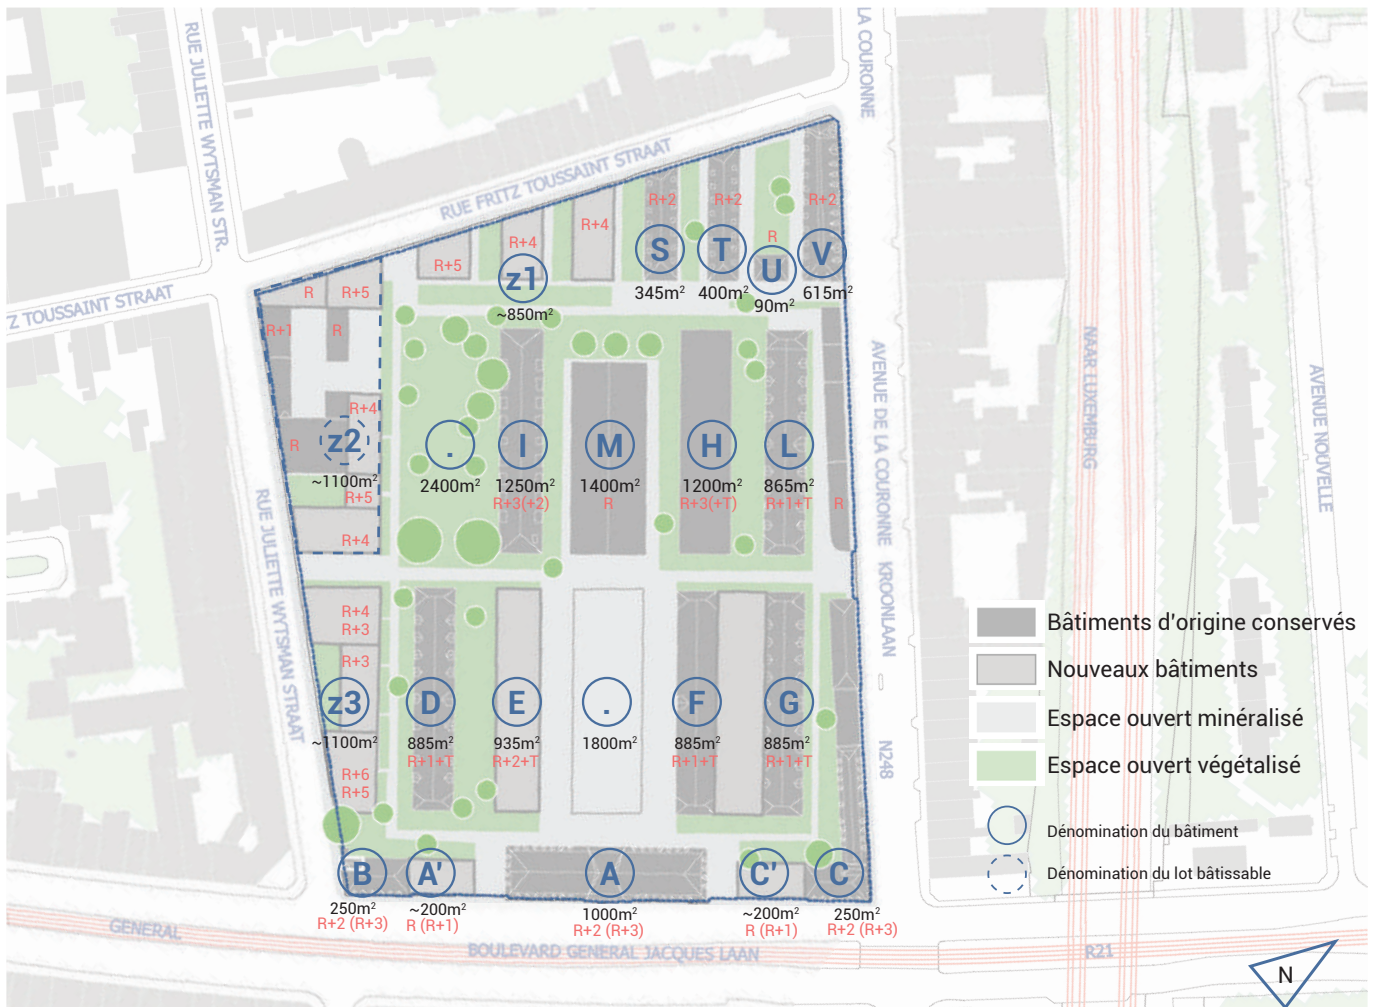 RUE JULIETTE WYTSMAN STR.
LA COURONNE
RUE FRITZ TOUSSAINT STRAAT
Z TOUSSAINT STRAAT
R+5
R+4
z1
~850m²
R+4
R+2
S
345m²
R+2
T
400m²
R
U
90m²
R+2
V
615m²
R
R+5
R+1
R
R+4
R
z2
~1100m²
R+5
R+4
.
2400m²
I
1250m²
R+3(+2)
M
1400m²
R
H
1200m²
R+3(+T)
L
865m²
R+1+T
R
AVENUE DE LA COURONNE KROONLAAN – N248
NAAR LUXEMBURG
AVENUE NOUVELLE
RUE JULIETTE WYTSMAN STRAAT
R+4
R+3
R+3
z3
~1100m²
R+6
R+5
D
885m²
R+1+T
E
935m²
R+2+T
.
1800m²
F
885m²
R+1+T
G
885m²
R+1+T
Bâtiments d'origine conservés
Nouveaux bâtiments
Espace ouvert minéralisé
Espace ouvert végétalisé
Dénomination du bâtiment
Dénomination du lot bâtissable
B
250m²
R+2 (R+3)
A'
~200m²
R (R+1)
A
1000m²
R+2 (R+3)
C'
~200m²
R (R+1)
C
250m²
R+2 (R+3)
GENERAL
BOULEVARD GENERAL JACQUES LAAN
R21
N